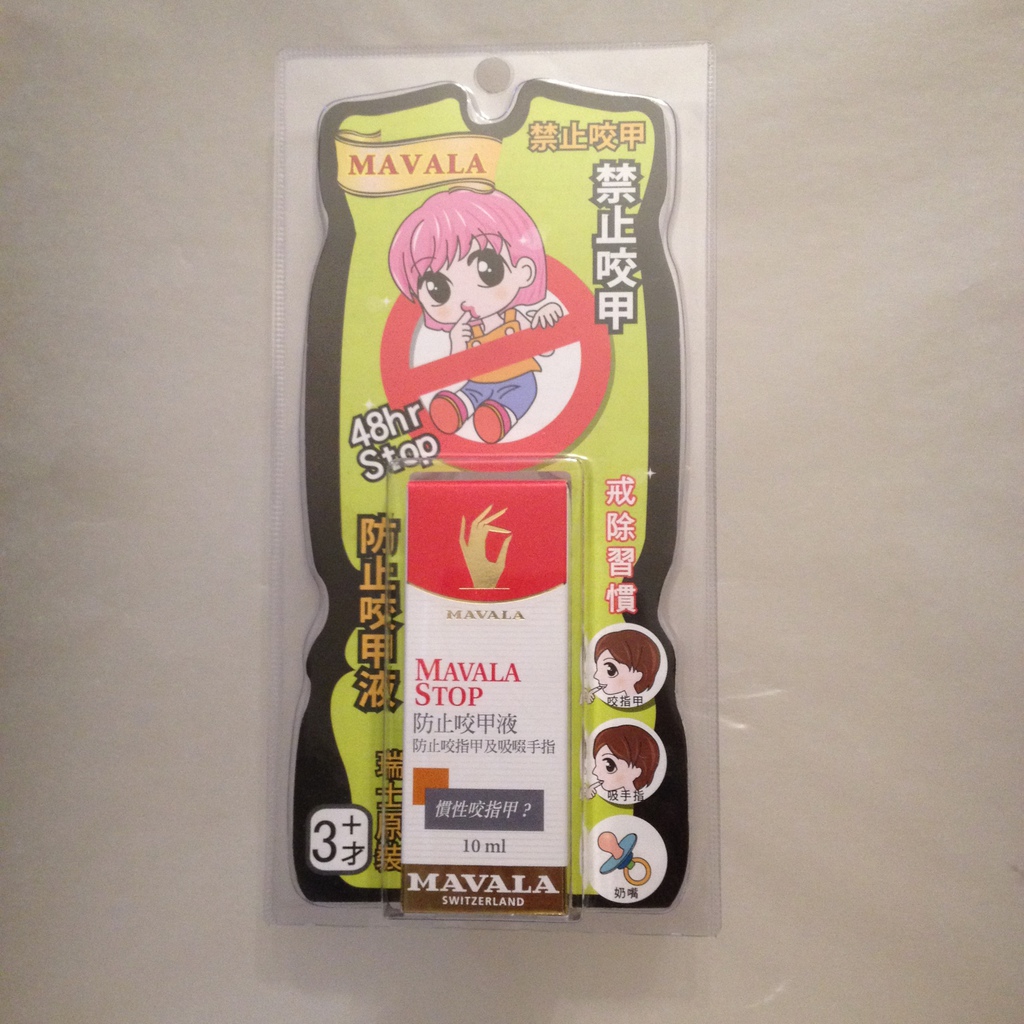 MAVALA
禁止咬甲
禁止咬甲
48hr
Stop
戒除習慣
防止咬甲液
瑞士原裝
3+才
MAVALA
MAVALA
STOP
防止咬甲液
防止咬指甲及吸啜手指
慣性咬指甲?
10 ml
MAVALA
SWITZERLAND
咬指甲
吸手指
奶嘴